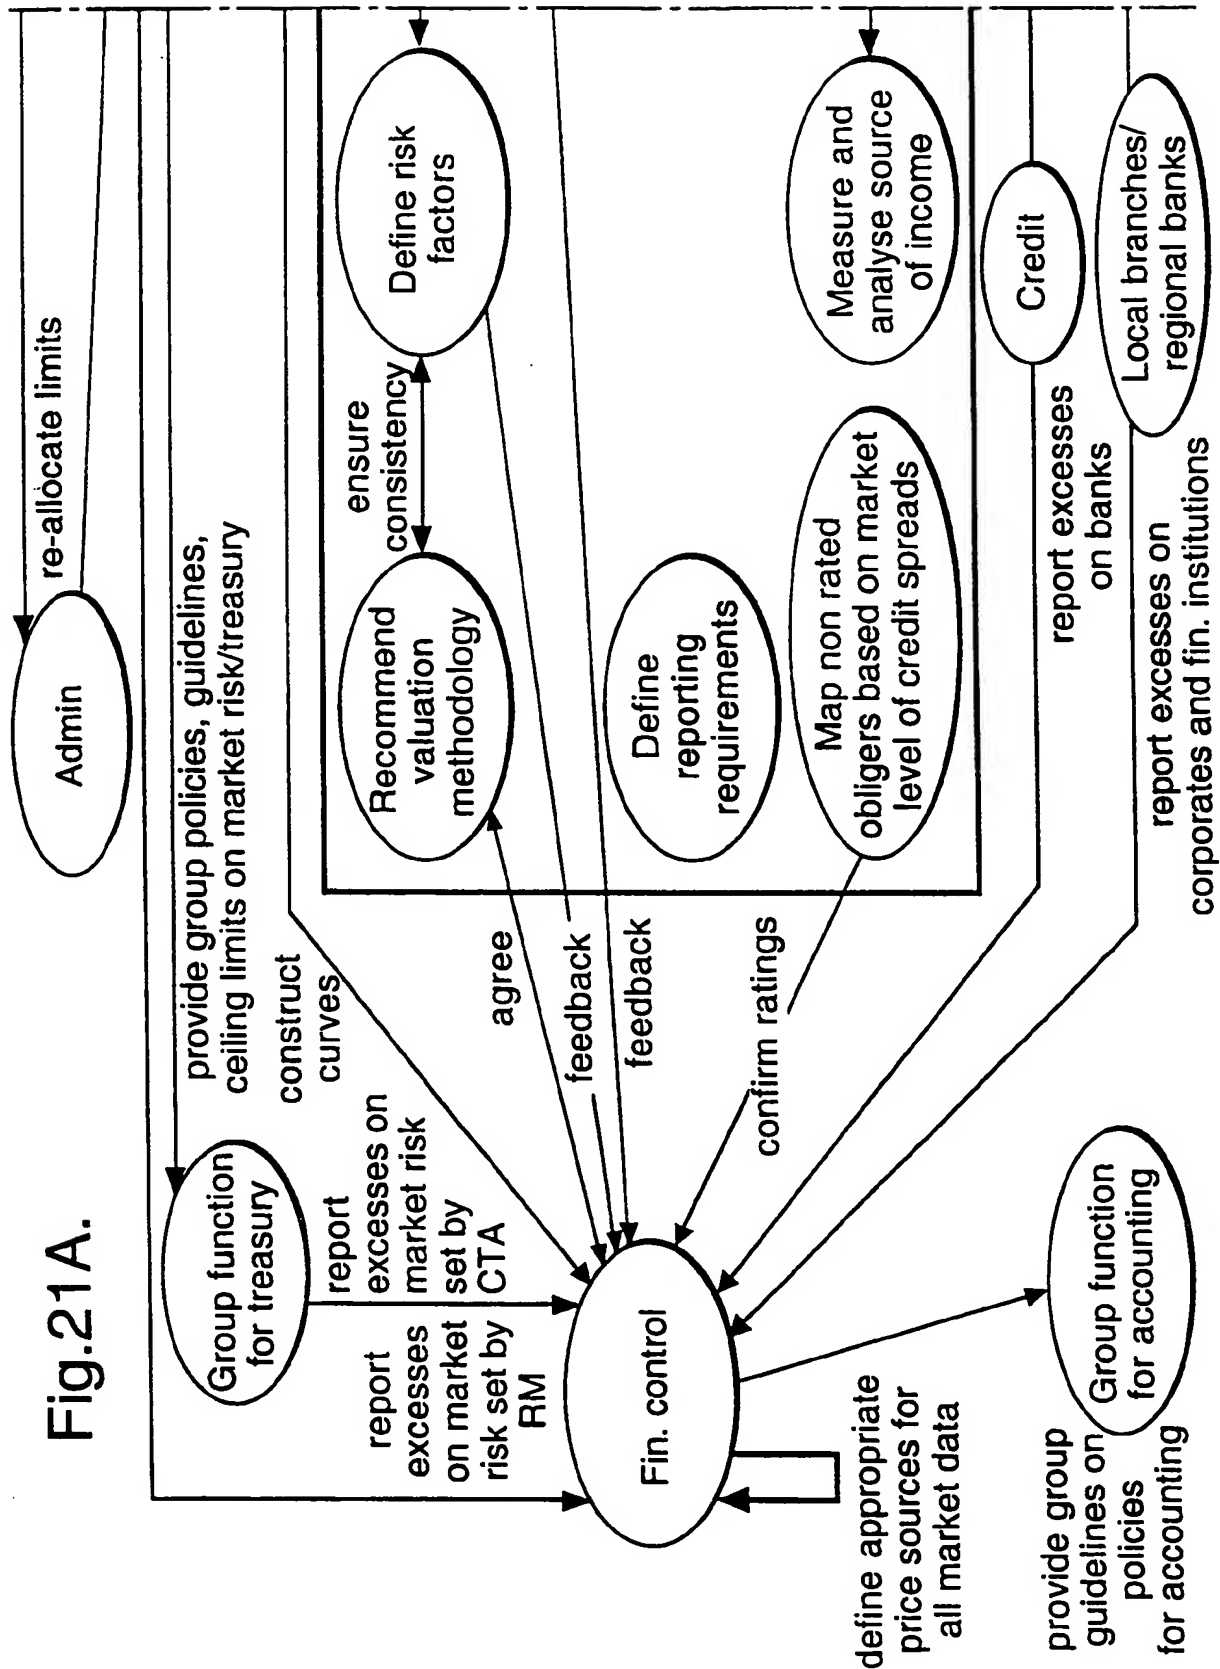 Fig.21A.
Admin
re-allocate limits
provide group policies, guidelines,
ceiling limits on market risk/treasury
Group function
for treasury
construct
curves
report
excesses on
market risk
set by
CTA
report
excesses
on market
risk set by
RM
Recommend
valuation
methodology
ensure
consistency
Define risk
factors
agree
feedback
feedback
Define
reporting
requirements
Fin. control
confirm ratings
Map non rated
obligers based on market
level of credit spreads
Measure and
analyse source
of income
Credit
report excesses
on banks
Local branches/
regional banks
report excesses on
corporates and fin. institutions
define appropriate
price sources for
all market data
Group function
for accounting
provide group
guidelines on
policies
for accounting